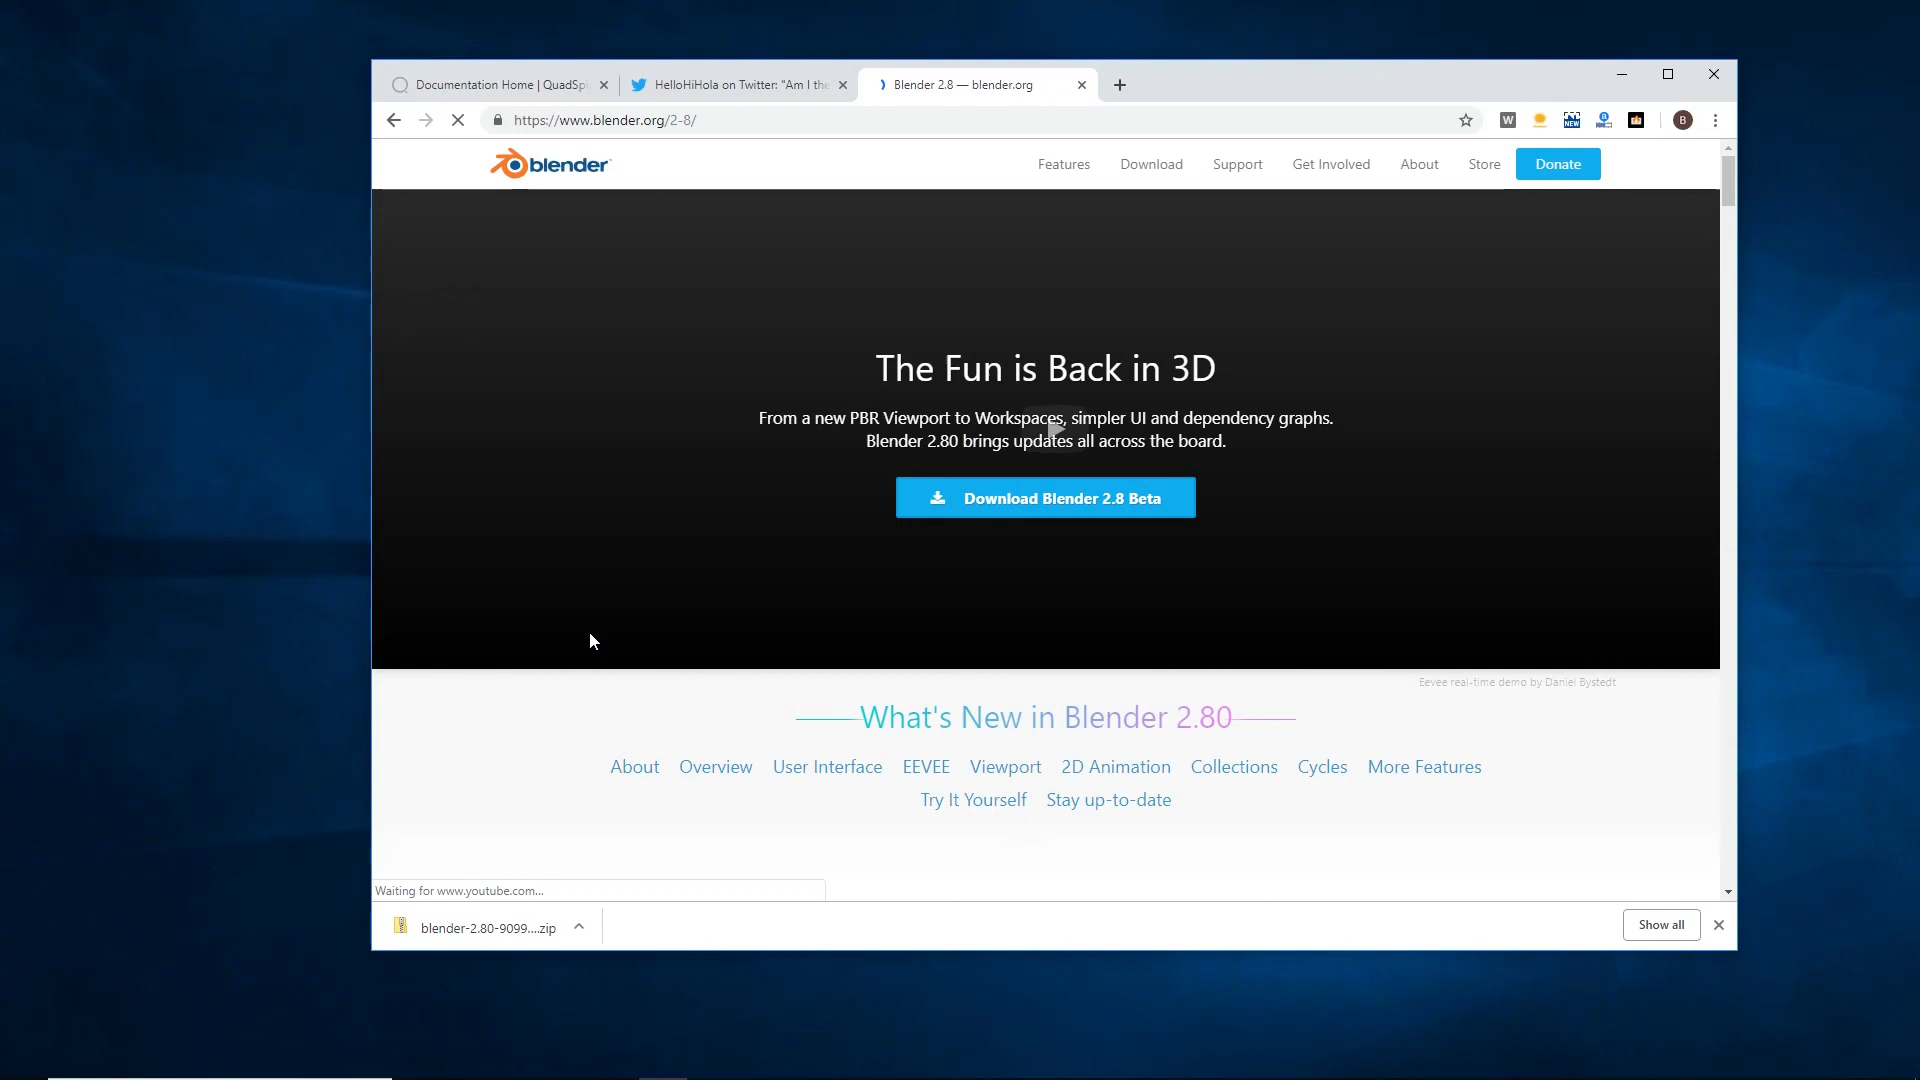 Documentation Home | QuadSpi
HelloHiHola on Twitter: "Am I the
Blender 2.8 — blender.org
https://www.blender.org/2-8/
W
NEW
B
blender
Features
Download
Support
Get Involved
About
Store
Donate
The Fun is Back in 3D
From a new PBR Viewport to Workspaces, simpler UI and dependency graphs.
Blender 2.80 brings updates all across the board.
Download Blender 2.8 Beta
Eevee real-time demo by Daniel Bystedt
What's New in Blender 2.80
About Overview User Interface EEVEE Viewport 2D Animation Collections Cycles More Features
Try It Yourself Stay up-to-date
Waiting for www.youtube.com...
blender-2.80-9099....zip
Show all